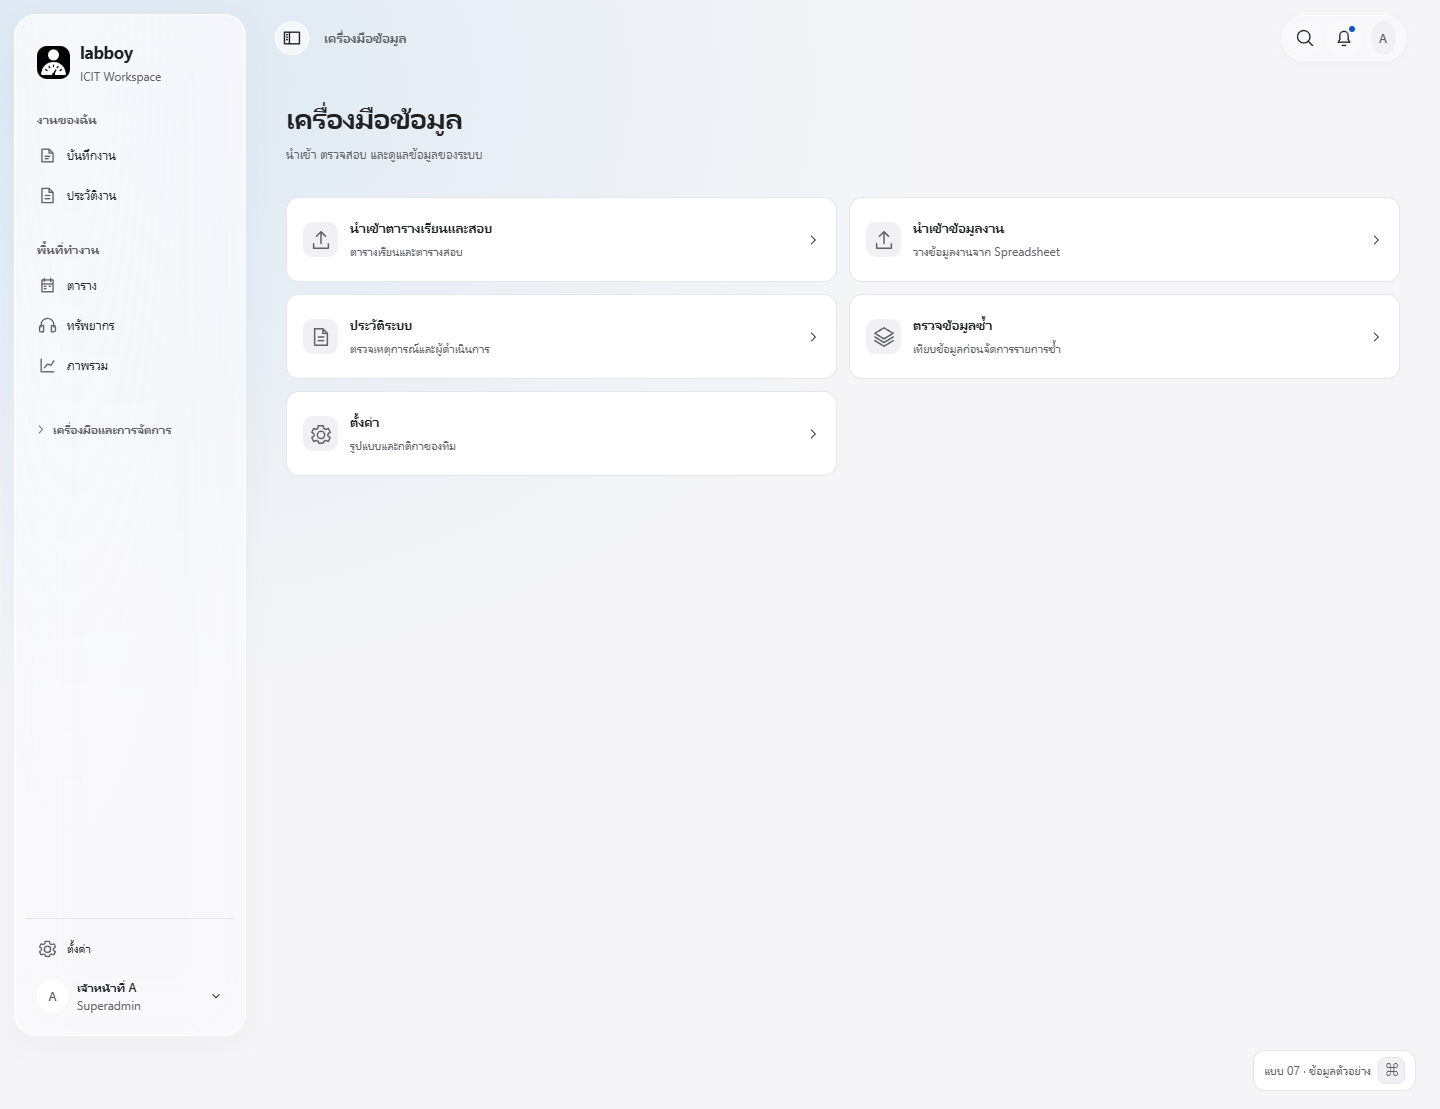 labboy
ICIT Workspace
งานของฉัน
บันทึกงาน
ประวัติงาน
พื้นที่ทำงาน
ตาราง
ทรัพยากร
ภาพรวม
เครื่องมือและการจัดการ
ตั้งค่า
A
เจ้าหน้าที่ A
Superadmin
เครื่องมือข้อมูล
A
เครื่องมือข้อมูล
นำเข้า ตรวจสอบ และดูแลข้อมูลของระบบ
นำเข้าตารางเรียนและสอบ
ตารางเรียนและตารางสอบ
นำเข้าข้อมูลงาน
วางข้อมูลงานจาก Spreadsheet
ประวัติระบบ
ตรวจเหตุการณ์และผู้ดำเนินการ
ตรวจข้อมูลซ้ำ
เทียบข้อมูลก่อนจัดการรายการซ้ำ
ตั้งค่า
รูปแบบและกติกาของทีม
แบบ 07 · ข้อมูลตัวอย่าง ⌘